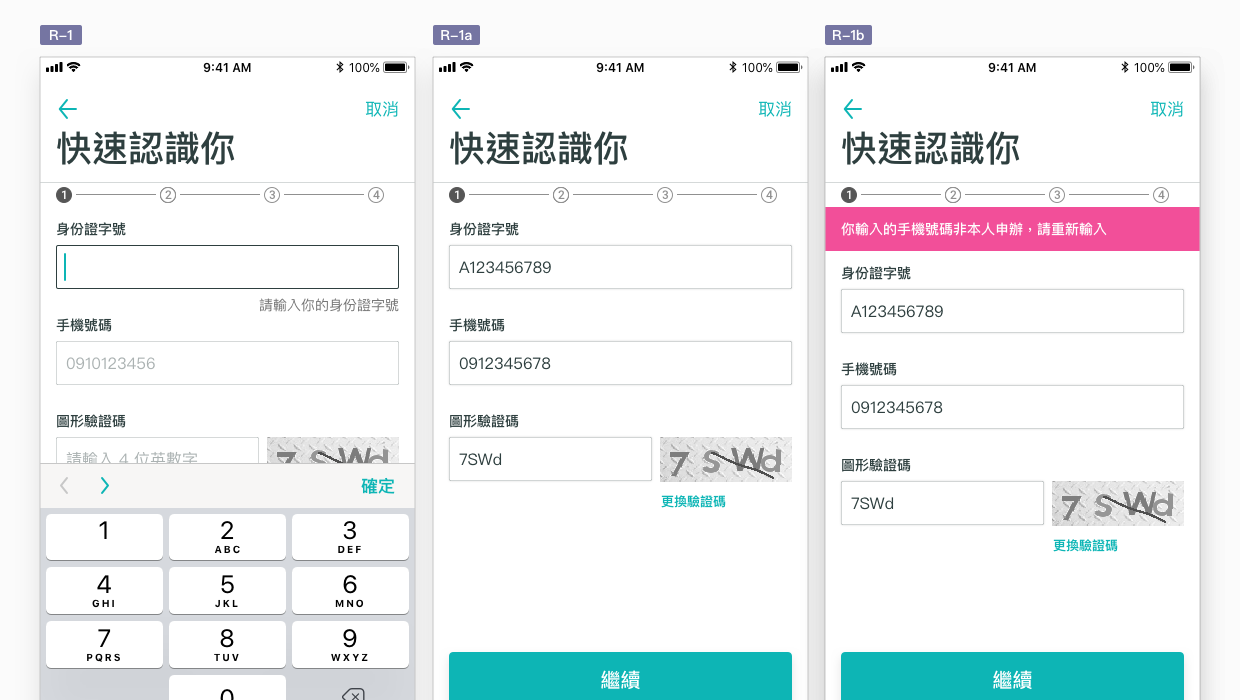 R-1
9:41 AM
100%
取消
快速認識你
1 2 3 4
身份證字號
請輸入你的身份證字號
手機號碼
0910123456
圖形驗證碼
請輸入 4 位英數字
7SWd
確定
1
2
ABC
3
DEF
4
GHI
5
JKL
6
MNO
7
PQRS
8
TUV
9
WXYZ
0
R-1a
9:41 AM
100%
取消
快速認識你
1 2 3 4
身份證字號
A123456789
手機號碼
0912345678
圖形驗證碼
7SWd
7SWd
更換驗證碼
繼續
R-1b
9:41 AM
100%
取消
快速認識你
1 2 3 4
你輸入的手機號碼非本人申辦，請重新輸入
身份證字號
A123456789
手機號碼
0912345678
圖形驗證碼
7SWd
7SWd
更換驗證碼
繼續